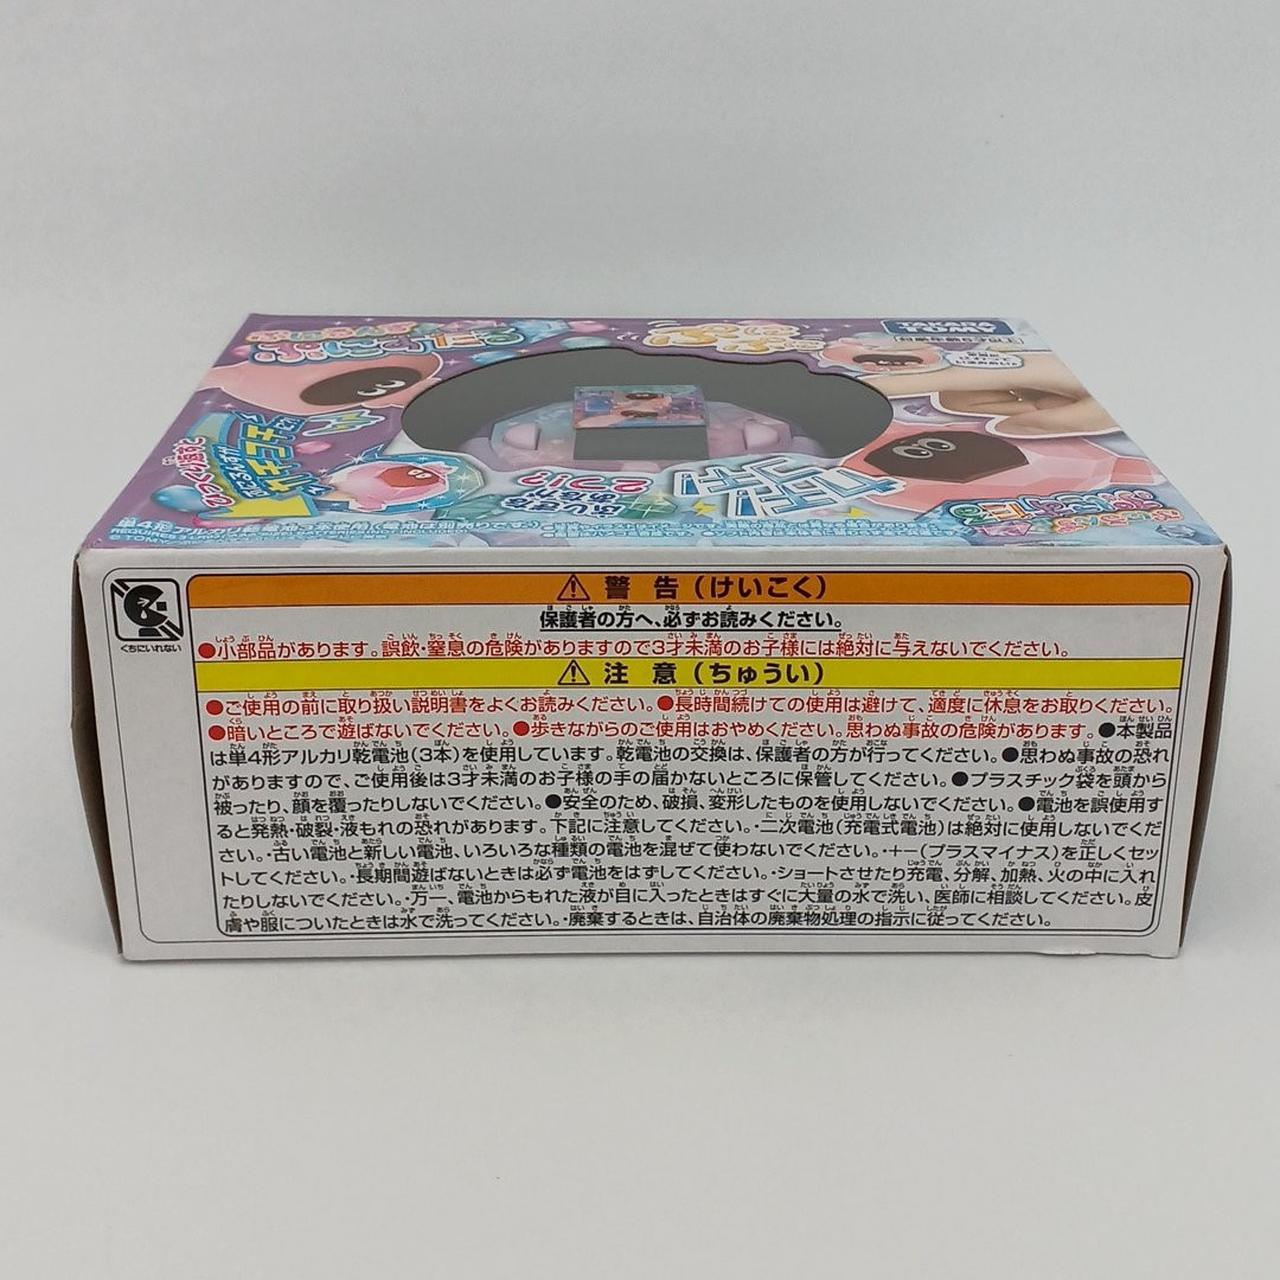 TAKARA TOMY
ふしぎな
あな
2つ!?
くちにいれない
警告(けいこく)
保護者の方へ、必ずお読みください。
●小部品があります。誤飲・窒息の危険がありますので3才未満のお子様には絶対に与えないでください。
注意(ちゅうい)
●ご使用の前に取り扱い説明書をよくお読みください。●長時間続けての使用は避けて、適度に休息をお取りください。
●暗いところで遊ばないでください。●歩きながらのご使用はおやめください。思わぬ事故の危険があります。●本製品
は単4形アルカリ乾電池(3本)を使用しています。乾電池の交換は、保護者の方が行ってください。●思わぬ事故の恐れ
がありますので、ご使用後は3才未満のお子様の手の届かないところに保管してください。●プラスチック袋を頭から
被ったり、顔を覆ったりしないでください。●安全のため、破損、変形したものを使用しないでください。●電池を誤使用す
ると発熱・破裂・液もれの恐れがあります。下記に注意してください。・二次電池(充電式電池)は絶対に使用しないでくだ
さい。・古い電池と新しい電池、いろいろな種類の電池を混ぜて使わないでください。・+−(プラスマイナス)を正しくセッ
トしてください。・長期間遊ばないときは必ず電池をはずしてください。・ショートさせたり充電、分解、加熱、火の中に入れ
たりしないでください。・万一、電池からもれた液が目に入ったときはすぐに大量の水で洗い、医師に相談してください。皮
膚や服についたときは水で洗ってください。・廃棄するときは、自治体の廃棄物処理の指示に従ってください。